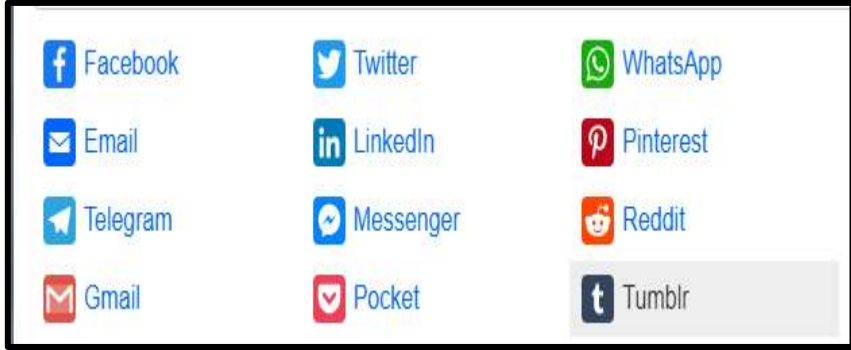 Facebook Twitter WhatsApp
Email LinkedIn Pinterest
Telegram Messenger Reddit
Gmail Pocket Tumblr